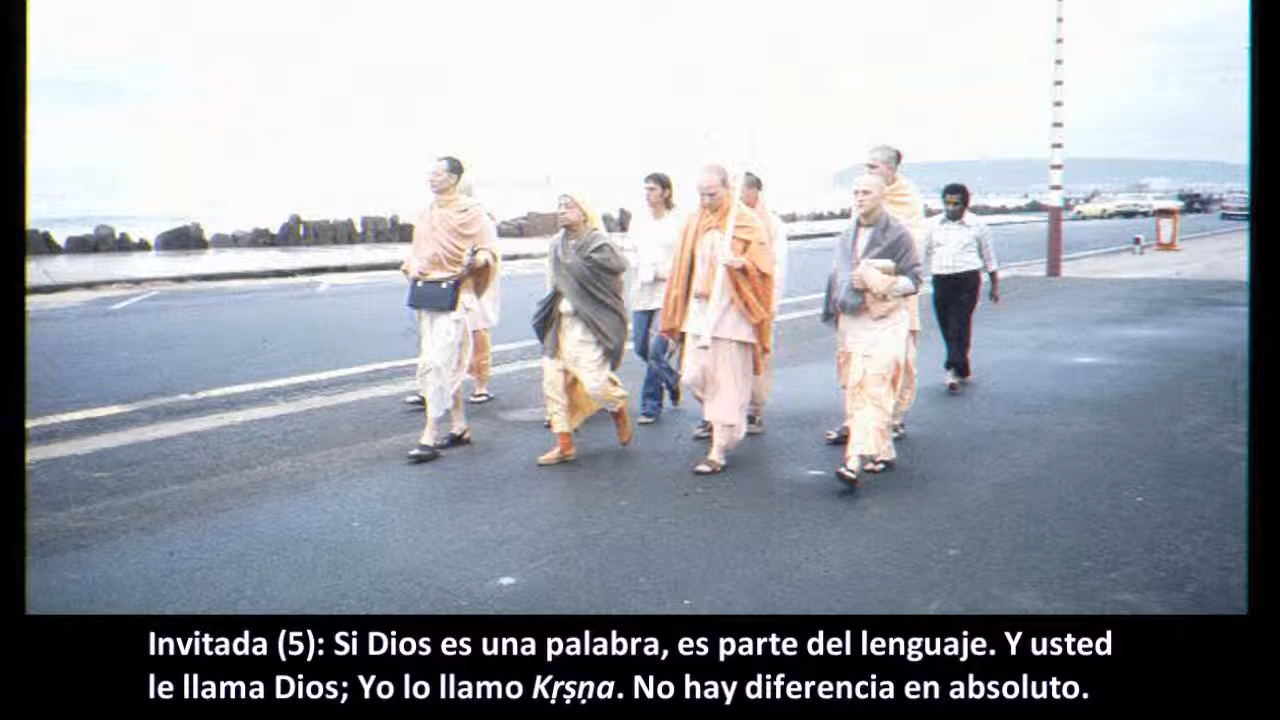 Invitada (5): Si Dios es una palabra, es parte del lenguaje. Y usted
le llama Dios; Yo lo llamo Kṛṣṇa. No hay diferencia en absoluto.